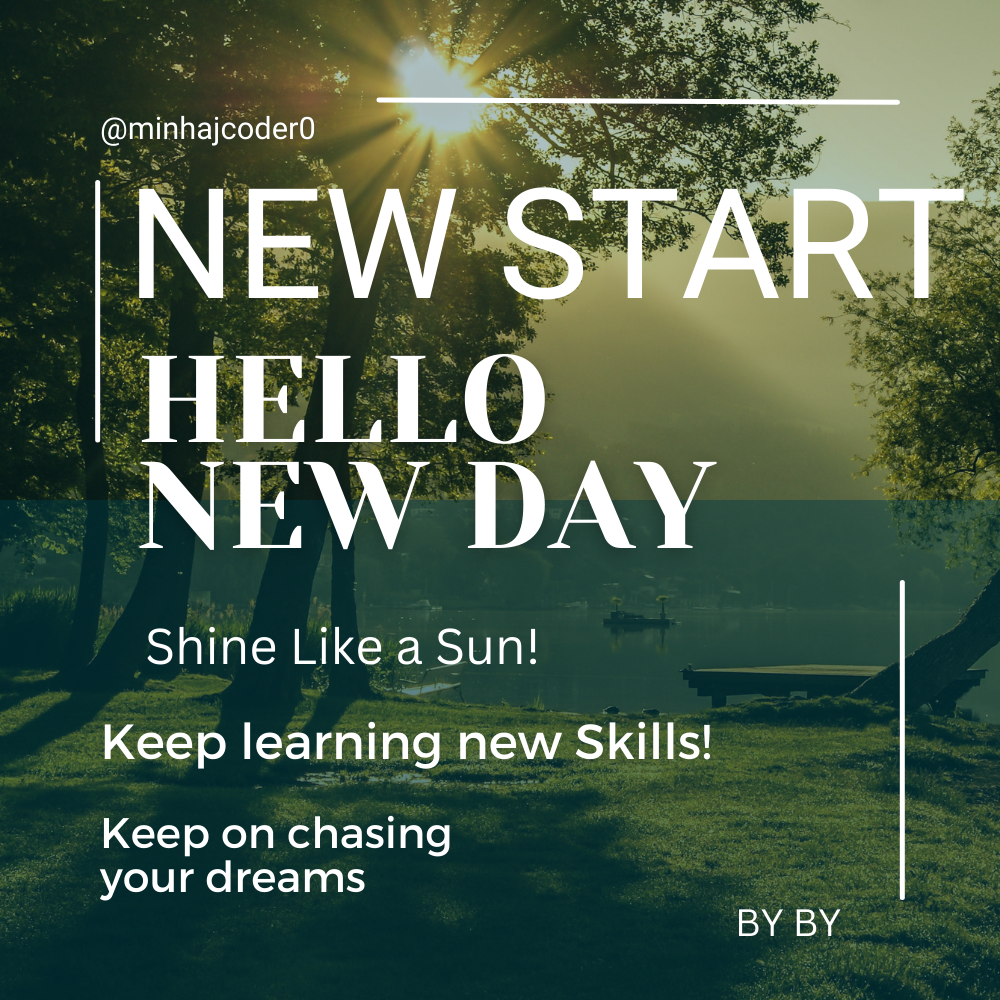 @minhajcoder0
NEW START
HELLO
NEW DAY
Shine Like a Sun!
Keep learning new Skills!
Keep on chasing
your dreams
BY BY